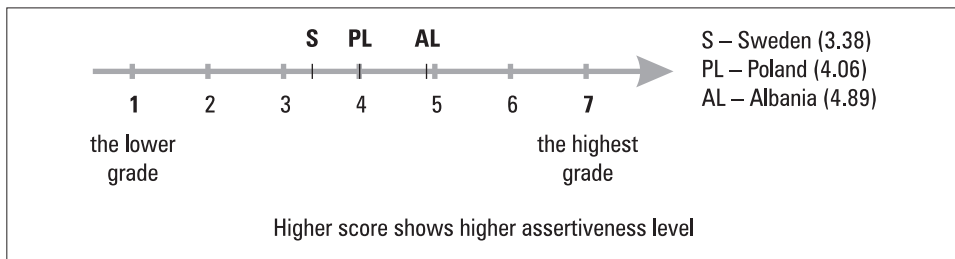 S PL AL
1 2 3 4 5 6 7
the lower
grade
the highest
grade
S – Sweden (3.38)
PL – Poland (4.06)
AL – Albania (4.89)
Higher score shows higher assertiveness level